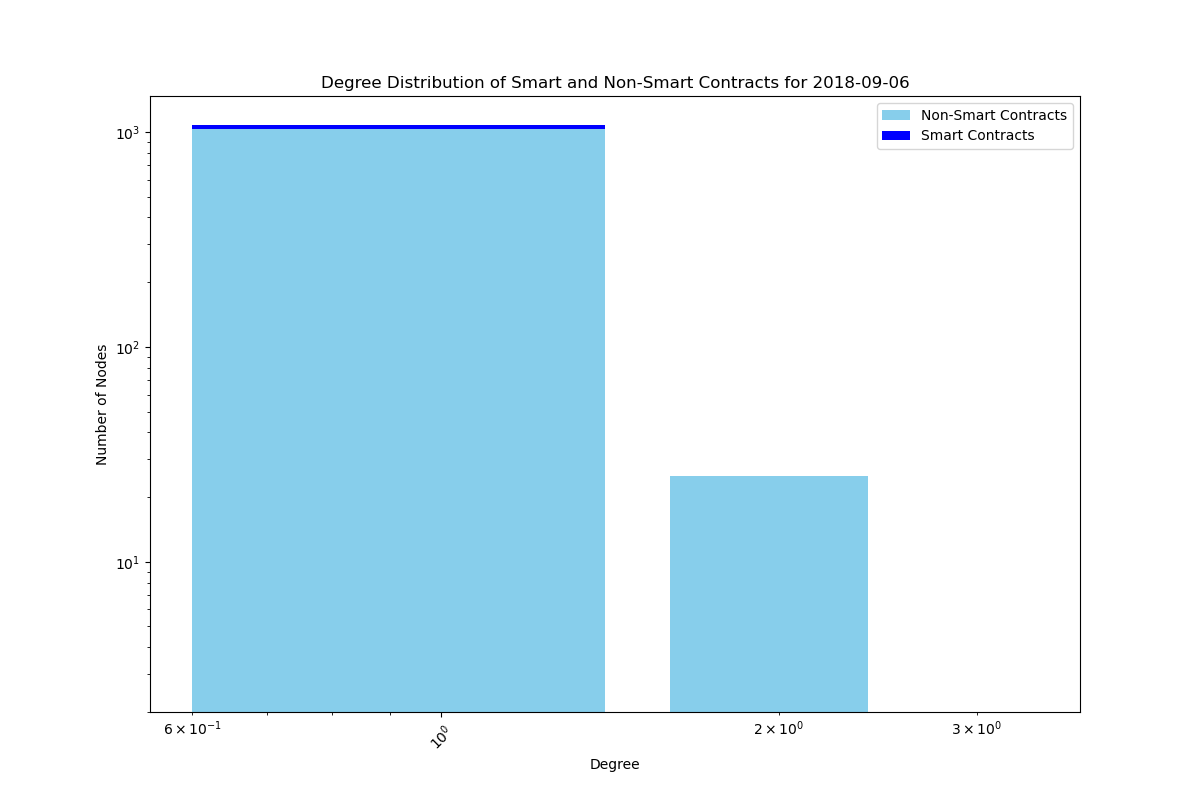 Degree Distribution of Smart and Non-Smart Contracts for 2018-09-06
Non-Smart Contracts
Smart Contracts
10³
10²
10¹
Number of Nodes
6 × 10⁻¹
10⁰
2 × 10⁰
3 × 10⁰
Degree